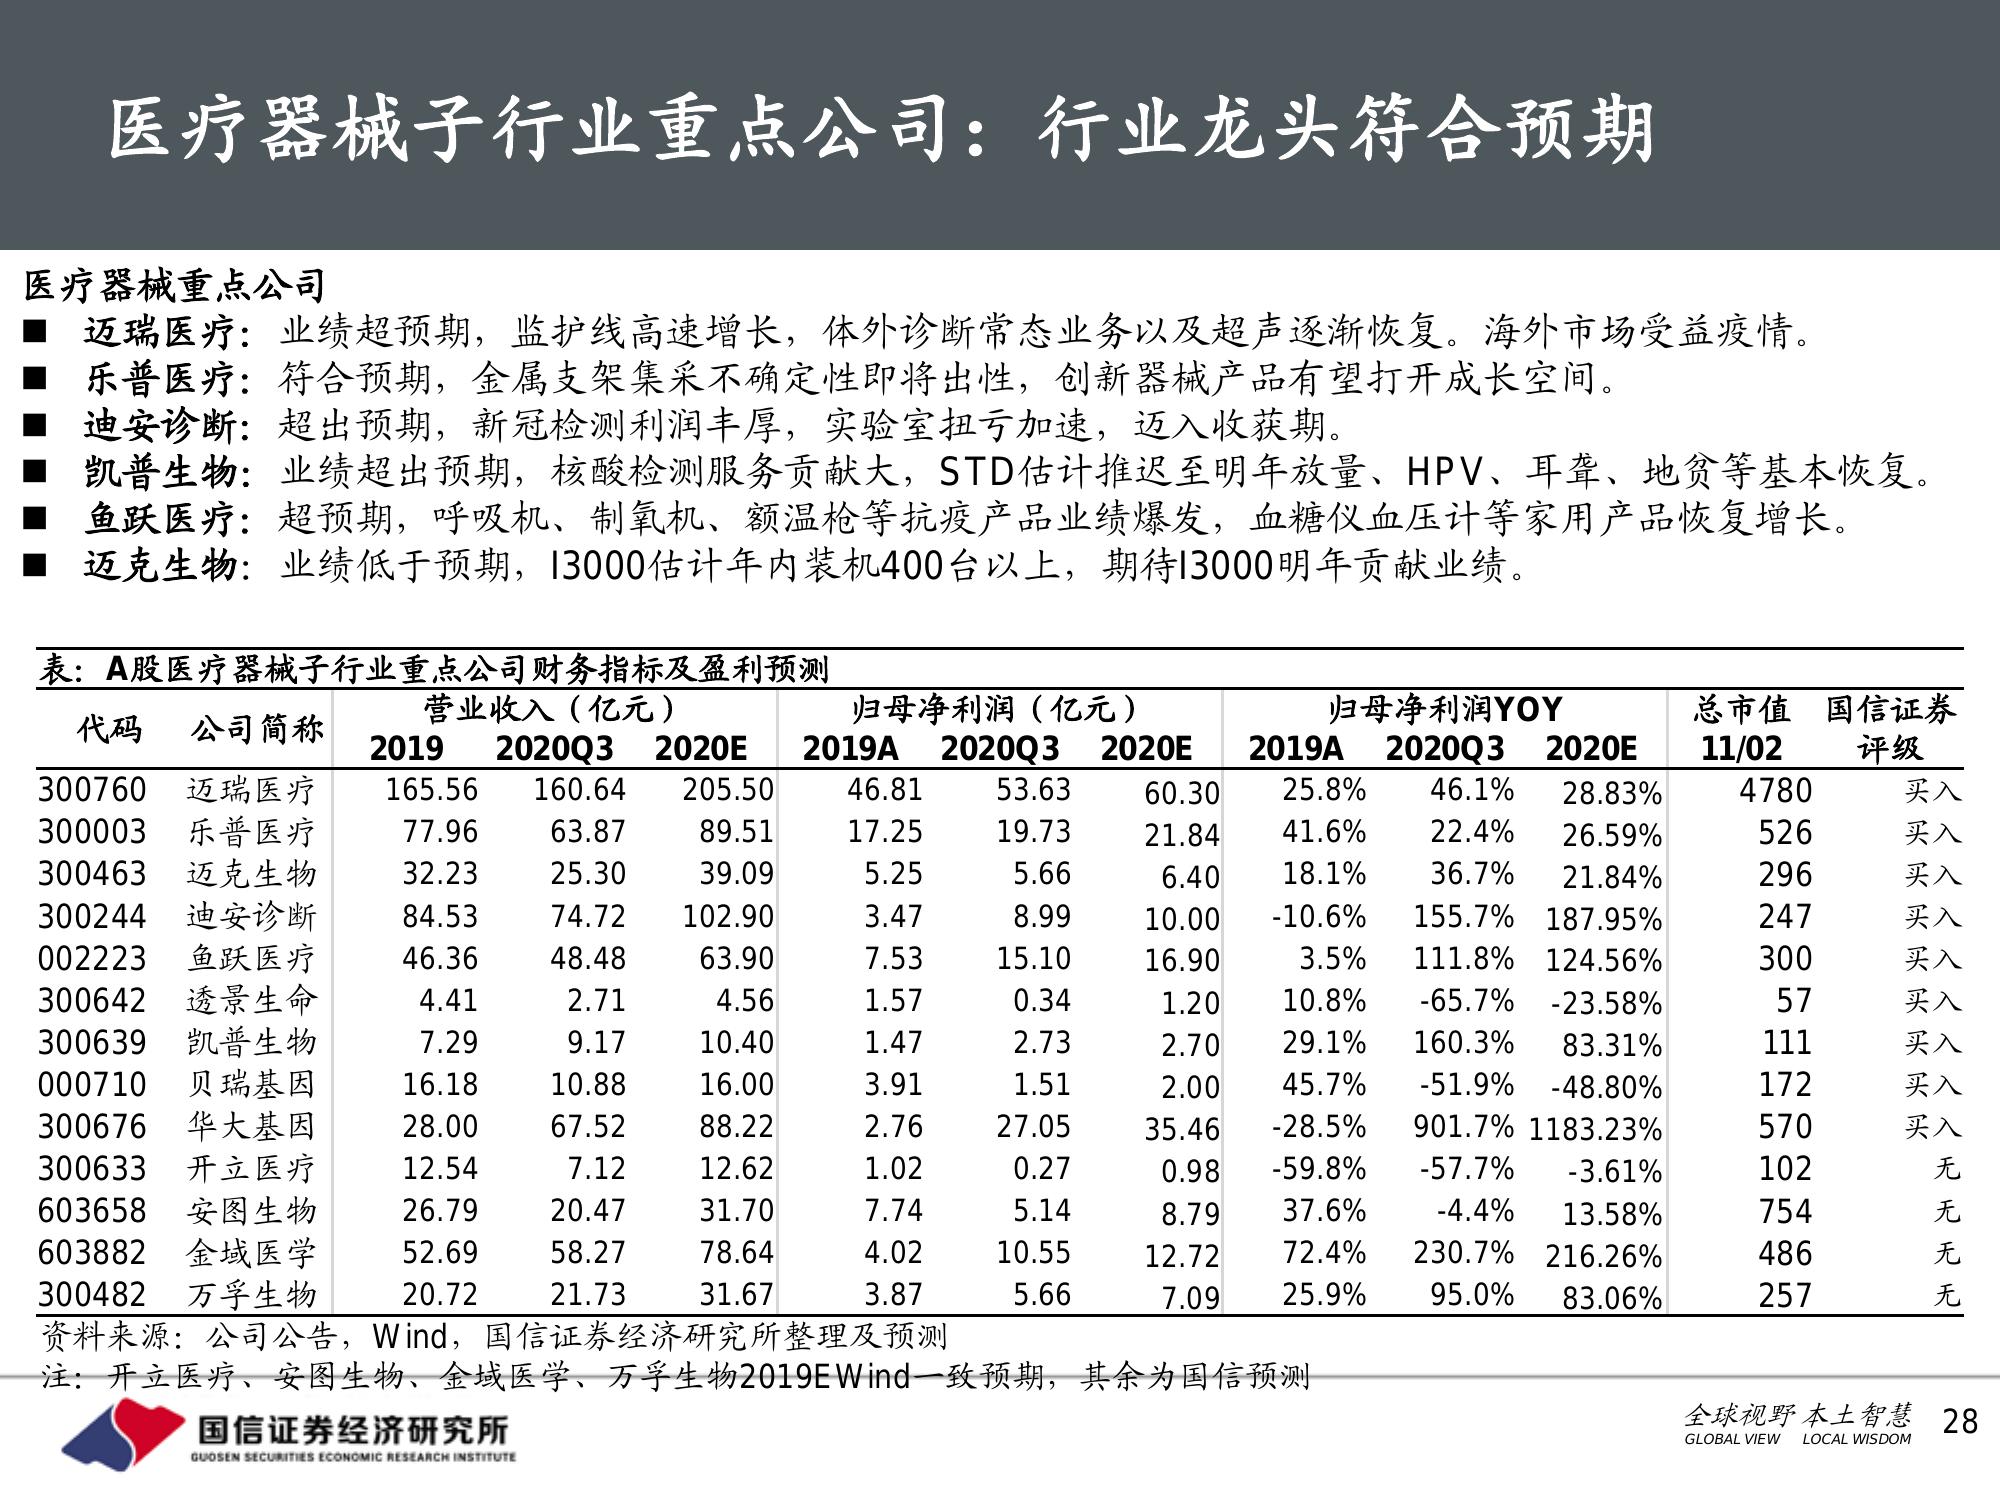 医疗器械子行业重点公司：行业龙头符合预期
医疗器械重点公司
■ 迈瑞医疗：业绩超预期，监护线高速增长，体外诊断常态业务以及超声逐渐恢复。海外市场受益疫情。
■ 乐普医疗：符合预期，金属支架集采不确定性即将出性，创新器械产品有望打开成长空间。
■ 迪安诊断：超出预期，新冠检测利润丰厚，实验室扭亏加速，迈入收获期。
■ 凯普生物：业绩超出预期，核酸检测服务贡献大，STD估计推迟至明年放量、HPV、耳聋、地贫等基本恢复。
■ 鱼跃医疗：超预期，呼吸机、制氧机、额温枪等抗疫产品业绩爆发，血糖仪血压计等家用产品恢复增长。
■ 迈克生物：业绩低于预期，I3000估计年内装机400台以上，期待I3000明年贡献业绩。
表：A股医疗器械子行业重点公司财务指标及盈利预测
代码 公司简称 营业收入（亿元） 归母净利润（亿元） 归母净利润YOY 总市值 国信证券
2019 2020Q3 2020E 2019A 2020Q3 2020E 2019A 2020Q3 2020E 11/02 评级
300760 迈瑞医疗 165.56 160.64 205.50 46.81 53.63 60.30 25.8% 46.1% 28.83% 4780 买入
300003 乐普医疗 77.96 63.87 89.51 17.25 19.73 21.84 41.6% 22.4% 26.59% 526 买入
300463 迈克生物 32.23 25.30 39.09 5.25 5.66 6.40 18.1% 36.7% 21.84% 296 买入
300244 迪安诊断 84.53 74.72 102.90 3.47 8.99 10.00 -10.6% 155.7% 187.95% 247 买入
002223 鱼跃医疗 46.36 48.48 63.90 7.53 15.10 16.90 3.5% 111.8% 124.56% 300 买入
300642 透景生命 4.41 2.71 4.56 1.57 0.34 1.20 10.8% -65.7% -23.58% 57 买入
300639 凯普生物 7.29 9.17 10.40 1.47 2.73 2.70 29.1% 160.3% 83.31% 111 买入
000710 贝瑞基因 16.18 10.88 16.00 3.91 1.51 2.00 45.7% -51.9% -48.80% 172 买入
300676 华大基因 28.00 67.52 88.22 2.76 27.05 35.46 -28.5% 901.7% 1183.23% 570 买入
300633 开立医疗 12.54 7.12 12.62 1.02 0.27 0.98 -59.8% -57.7% -3.61% 102 无
603658 安图生物 26.79 20.47 31.70 7.74 5.14 8.79 37.6% -4.4% 13.58% 754 无
603882 金域医学 52.69 58.27 78.64 4.02 10.55 12.72 72.4% 230.7% 216.26% 486 无
300482 万孚生物 20.72 21.73 31.67 3.87 5.66 7.09 25.9% 95.0% 83.06% 257 无
资料来源：公司公告，Wind，国信证券经济研究所整理及预测
注：开立医疗、安图生物、金域医学、万孚生物2019EWind一致预期，其余为国信预测
国信证券经济研究所
GUOSEN SECURITIES ECONOMIC RESEARCH INSTITUTE
全球视野 本土智慧
GLOBAL VIEW LOCAL WISDOM
28